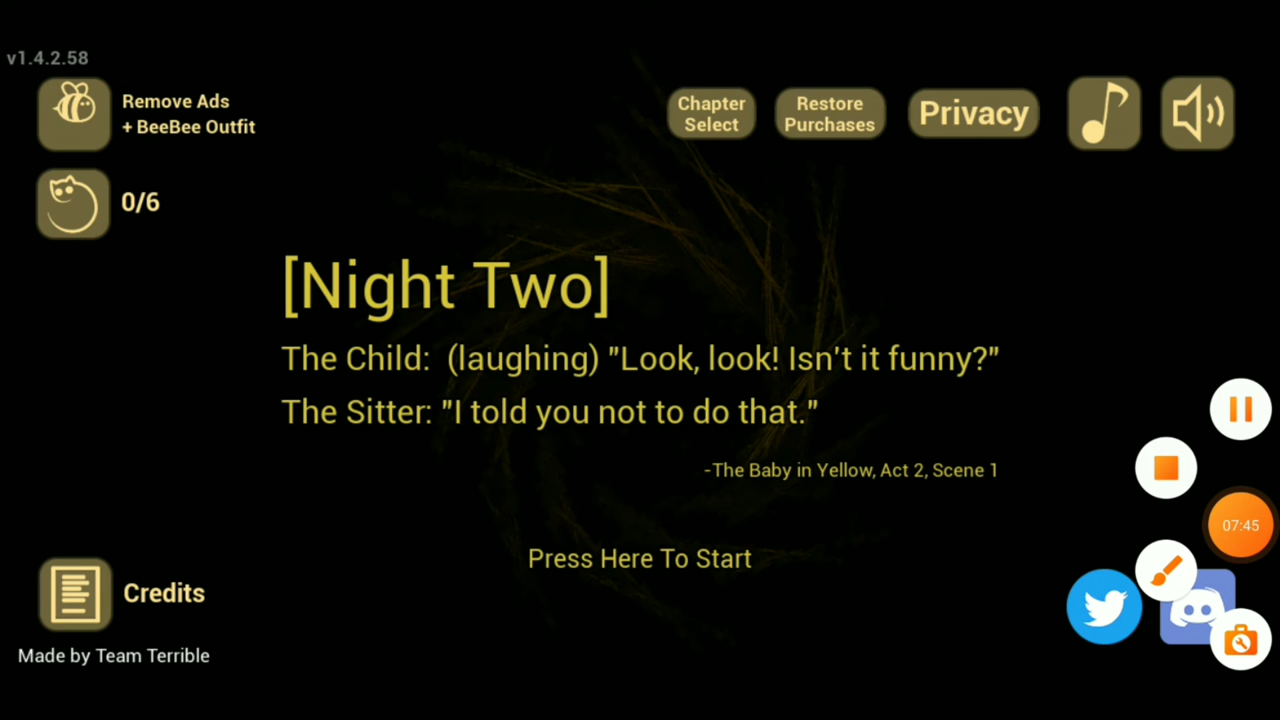 v1.4.2.58
Remove Ads
+ BeeBee Outfit
Chapter
Select
Restore
Purchases
Privacy
0/6
[Night Two]
The Child:  (laughing) "Look, look! Isn't it funny?"
The Sitter: "I told you not to do that."
-The Baby in Yellow, Act 2, Scene 1
07:45
Press Here To Start
Credits
Made by Team Terrible